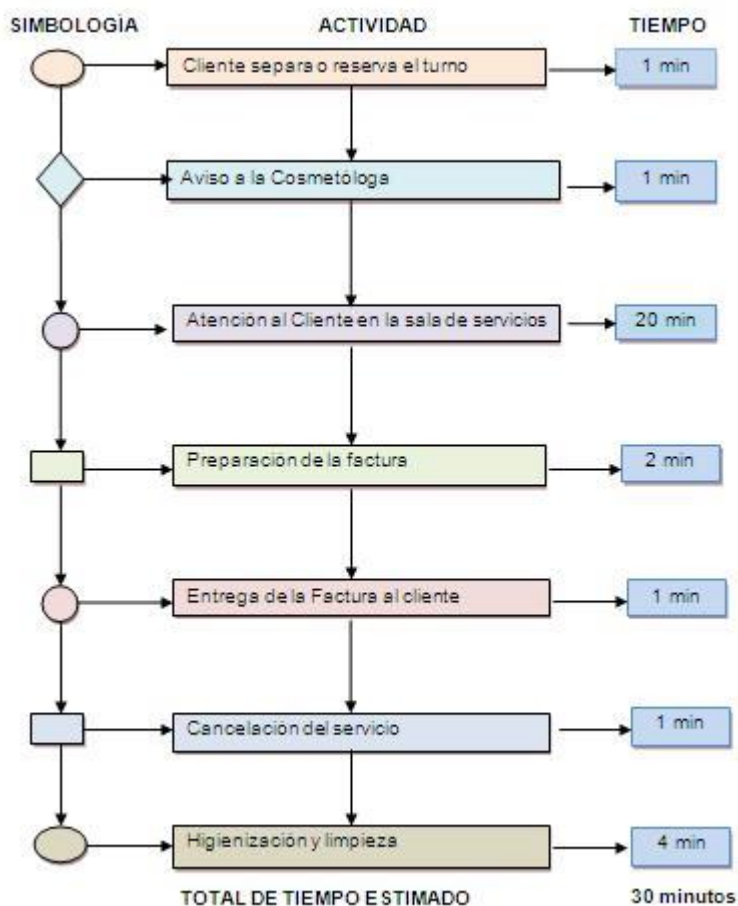 SIMBOLOGÌA ACTIVIDAD TIEMPO
Cliente separa o reserva el turno 1 min
Aviso a la Cosmetóloga 1 min
Atención al Cliente en la sala de servicios 20 min
Preparación de la factura 2 min
Entrega de la Factura al cliente 1 min
Cancelación del servicio 1 min
Higienización y limpieza 4 min
TOTAL DE TIEMPO ESTIMADO 30 minutos